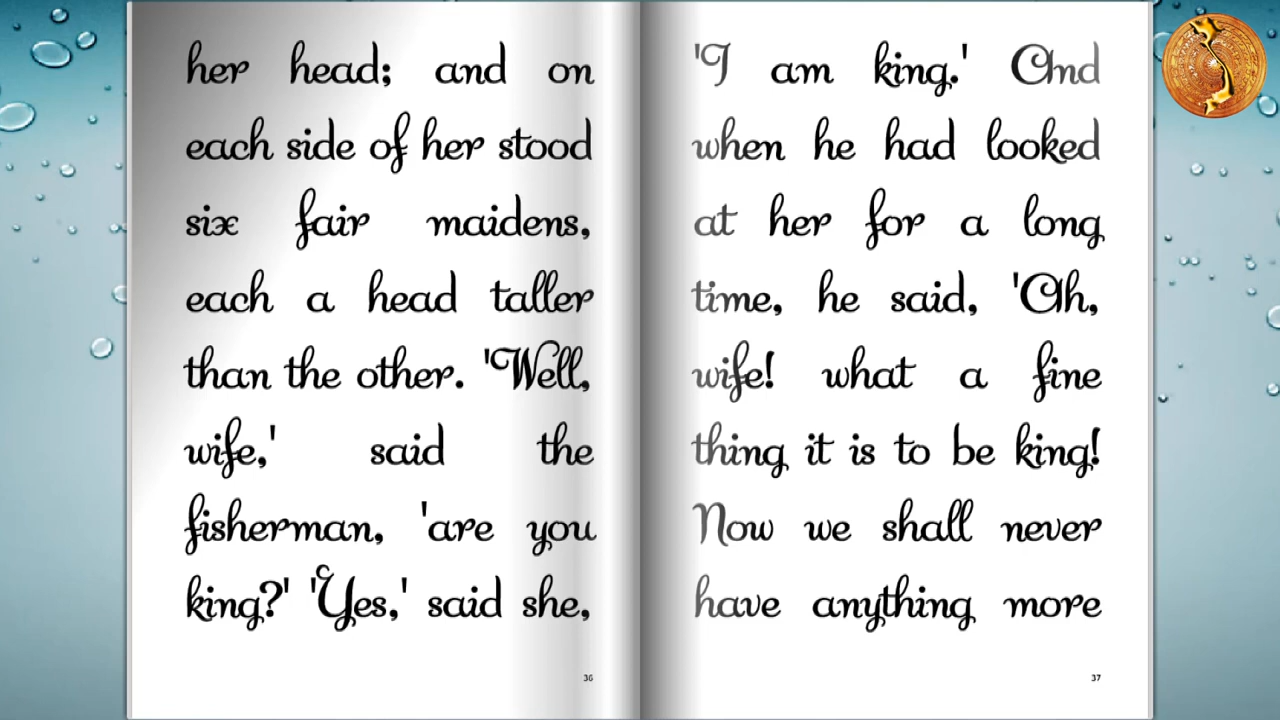 her head; and on
each side of her stood
six fair maidens,
each a head taller
than the other. 'Well,
wife,' said the
fisherman, 'are you
king?' 'Yes,' said she,
36
'I am king.' And
when he had looked
at her for a long
time, he said, 'Ah,
wife! what a fine
thing it is to be king!
Now we shall never
have anything more
37